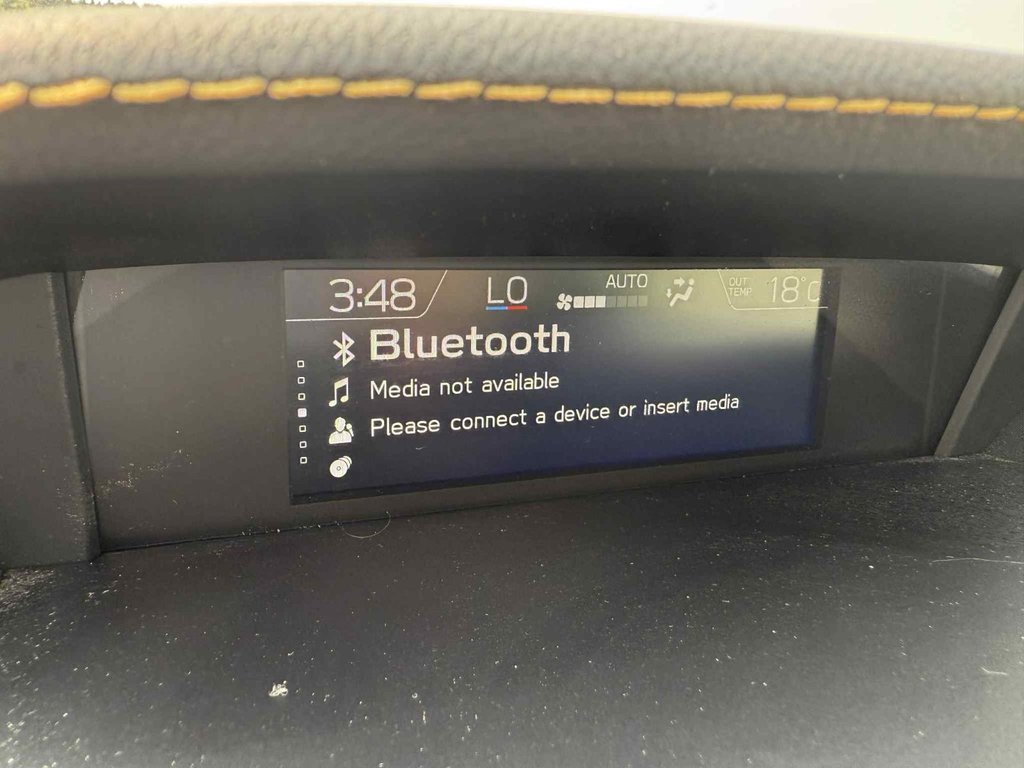 3:48
LO
AUTO
OUT
TEMP
18°C
Bluetooth
Media not available
Please connect a device or insert media